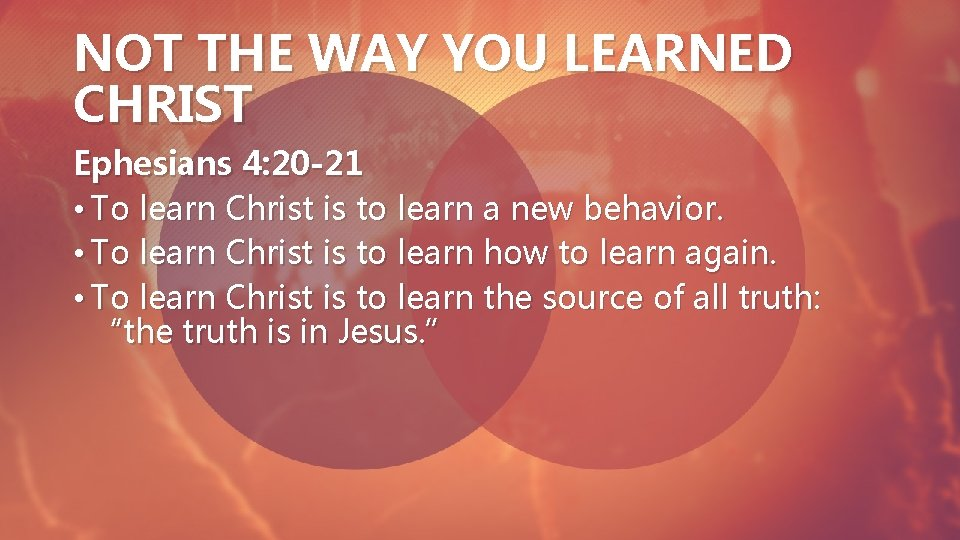 NOT THE WAY YOU LEARNED
CHRIST
Ephesians 4:20-21
• To learn Christ is to learn a new behavior.
• To learn Christ is to learn how to learn again.
• To learn Christ is to learn the source of all truth:
“the truth is in Jesus.”